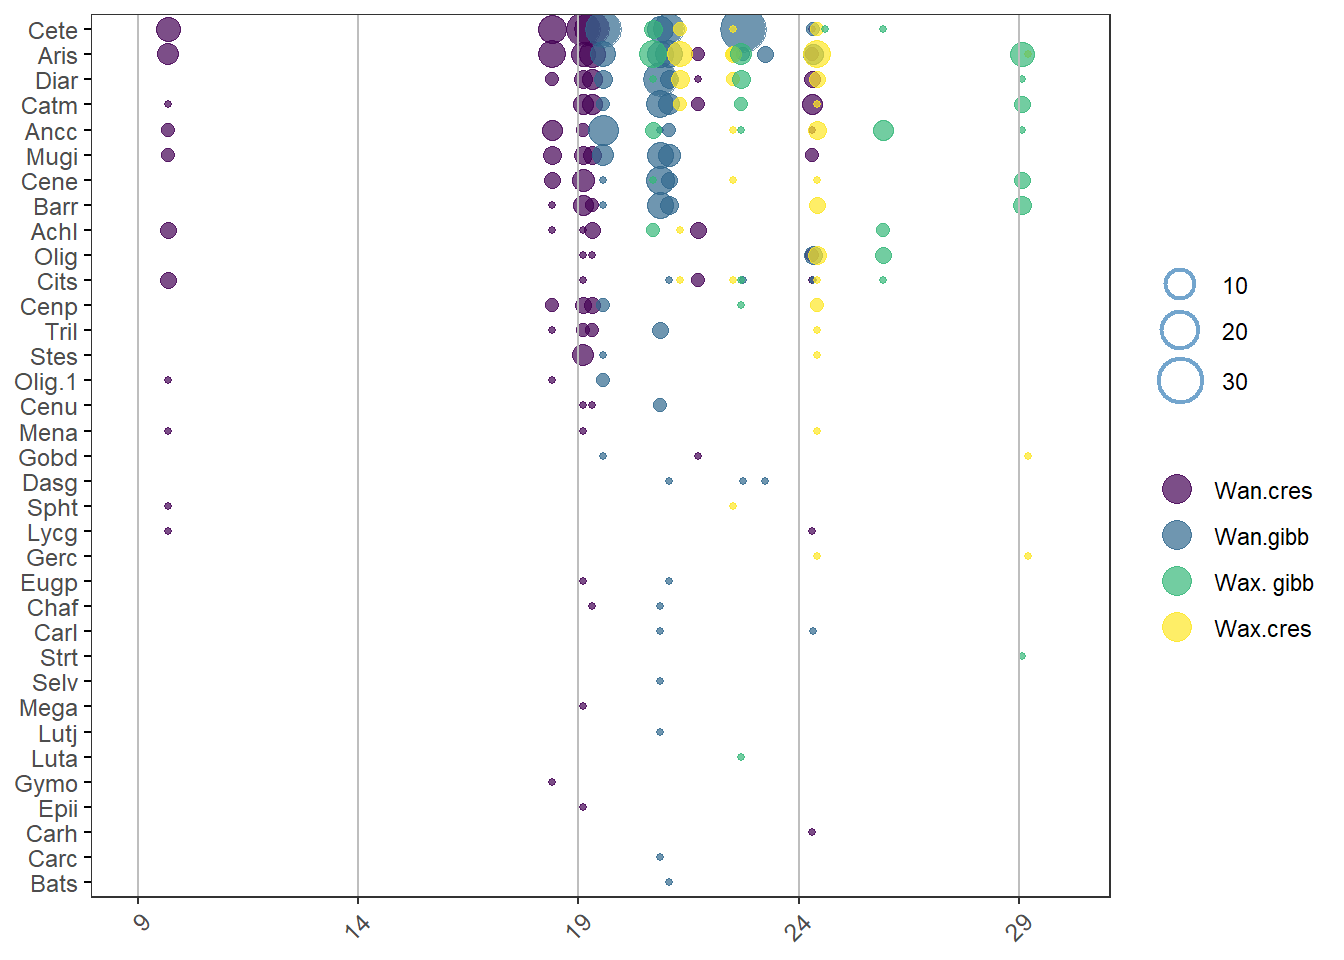 Cete
Aris
Diar
Catm
Ancc
Mugi
Cene
Barr
Achl
Olig
Cits
Cenp
Tril
Stes
Olig.1
Cenu
Mena
Gobd
Dasg
Spht
Lycg
Gerc
Eugp
Chaf
Carl
Strt
Selv
Mega
Lutj
Luta
Gymo
Epii
Carh
Carc
Bats
9 14 19 24 29
10
20
30
Wan.cres
Wan.gibb
Wax. gibb
Wax.cres